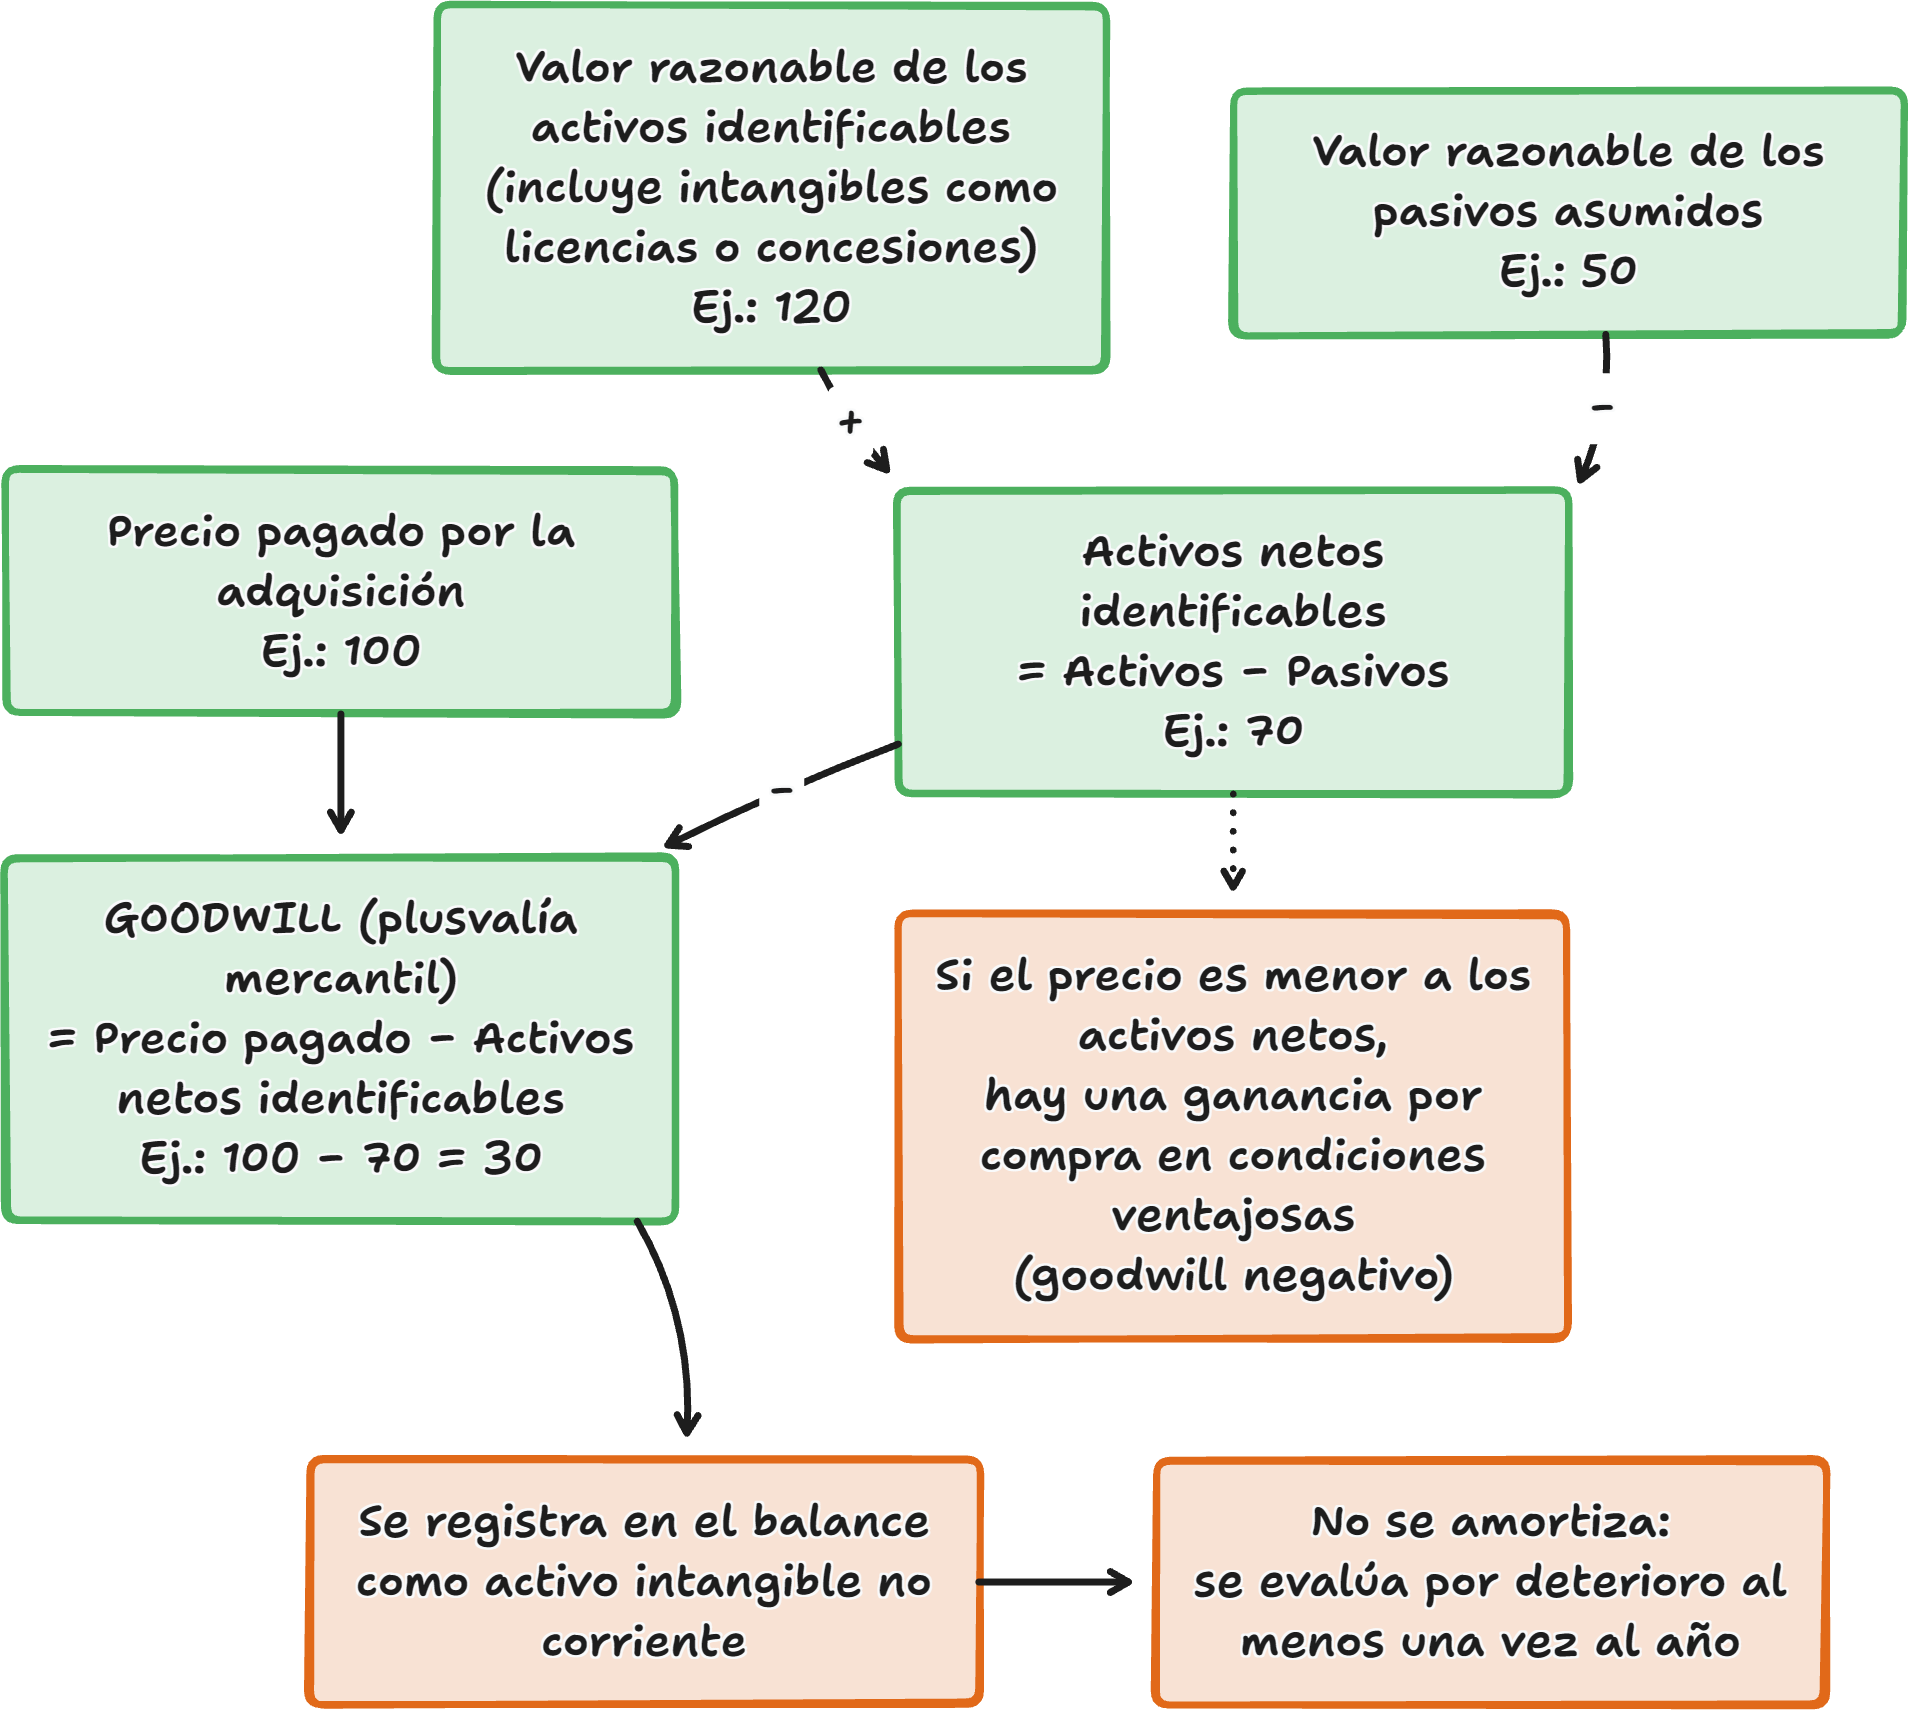 Valor razonable de los
activos identificables
(incluye intangibles como
licencias o concesiones)
Ej.: 120
Valor razonable de los
pasivos asumidos
Ej.: 50
+
-
Precio pagado por la
adquisición
Ej.: 100
Activos netos
identificables
= Activos - Pasivos
Ej.: 70
-
GOODWILL (plusvalía
mercantil)
= Precio pagado - Activos
netos identificables
Ej.: 100 - 70 = 30
Si el precio es menor a los
activos netos,
hay una ganancia por
compra en condiciones
ventajosas
(goodwill negativo)
Se registra en el balance
como activo intangible no
corriente
No se amortiza:
se evalúa por deterioro al
menos una vez al año